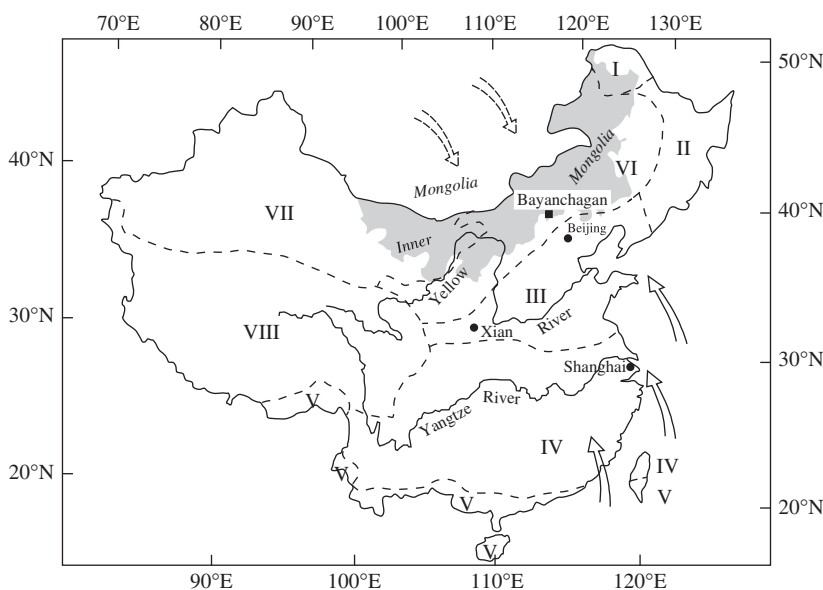 70°E 80°E 90°E 100°E 110°E 120°E 130°E
50°N
I
II
Mongolia
VI
40°N
Mongolia
Bayanchagan
40°N
VII
Beijing
Inner
Yellow
III
30°N
River
VIII
Xian
30°N
Shanghai
V
River
Yangtze
IV
IV
20°N
V
V
V
20°N
V
90°E 100°E 110°E 120°E